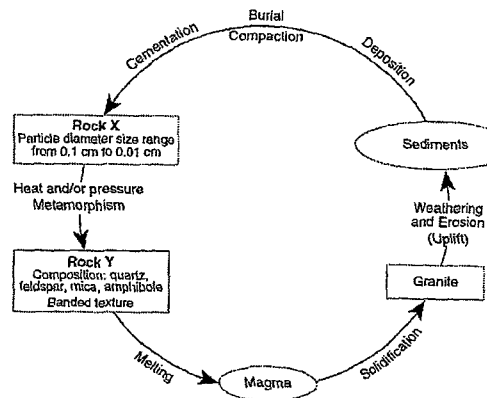 Burial
Compaction
Cementation
Deposition
Rock X
Particle diameter size range
from 0.1 cm to 0.01 cm
Sediments
Heat and/or pressure
Metamorphism
Weathering
and Erosion
(Uplift)
Rock Y
Composition: quartz,
feldspar, mica, amphibole
Banded texture
Granite
Melting
Magma
Solidification